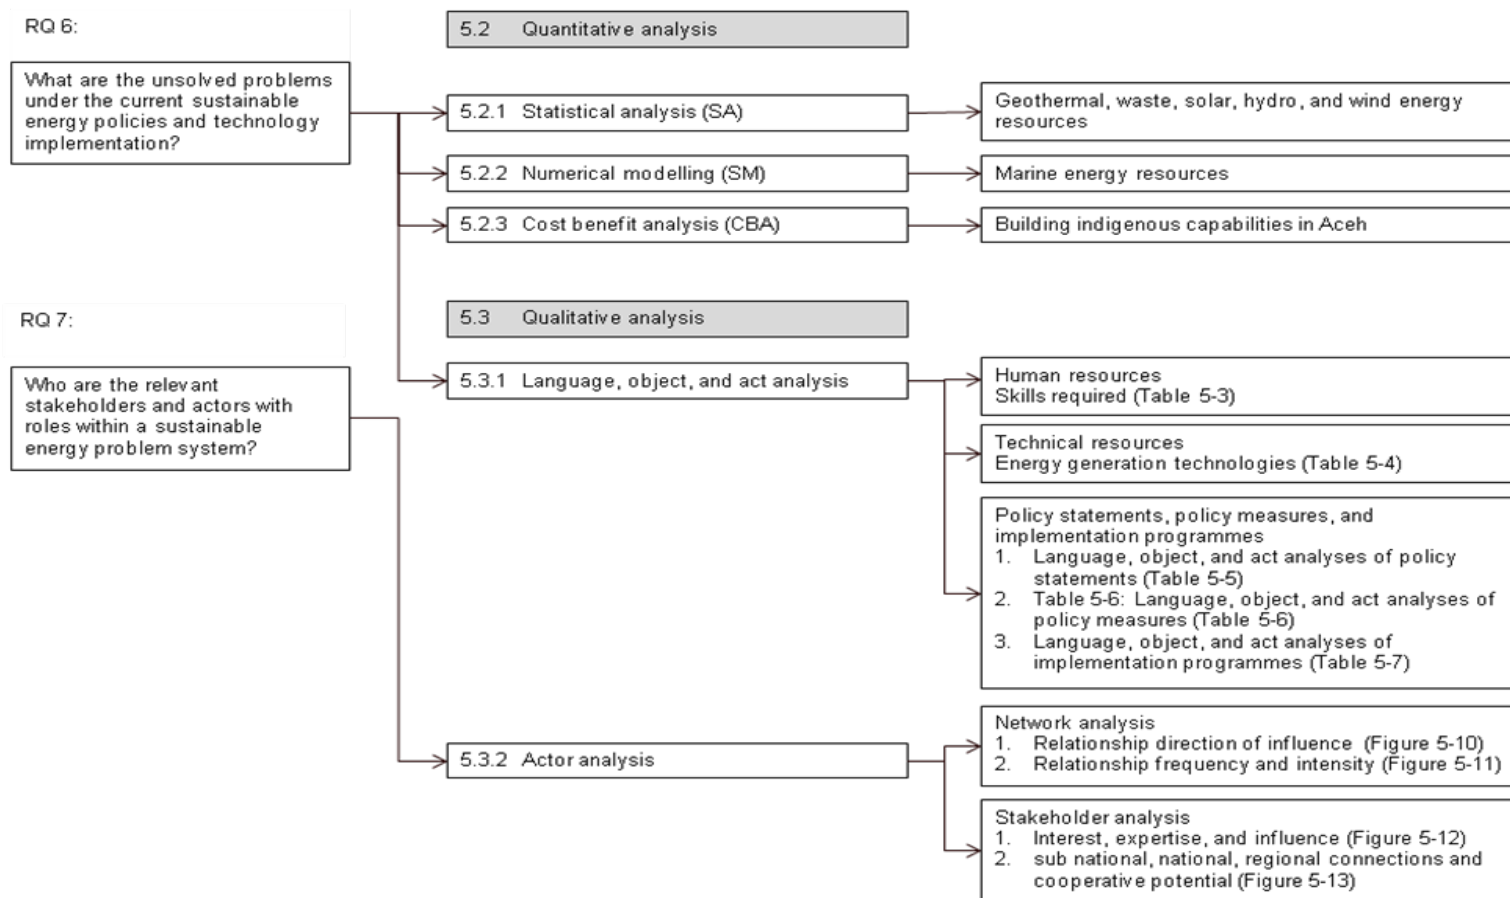 RQ 6:
What are the unsolved problems
under the current sustainable
energy policies and technology
implementation?
5.2 Quantitative analysis
5.2.1 Statistical analysis (SA)
Geothermal, waste, solar, hydro, and wind energy
resources
5.2.2 Numerical modelling (SM)
Marine energy resources
5.2.3 Cost benefit analysis (CBA)
Building indigenous capabilities in Aceh
RQ 7:
Who are the relevant
stakeholders and actors with
roles within a sustainable
energy problem system?
5.3 Qualitative analysis
5.3.1 Language, object, and act analysis
Human resources
Skills required (Table 5-3)
Technical resources
Energy generation technologies (Table 5-4)
Policy statements, policy measures, and
implementation programmes
1. Language, object, and act analyses of policy
statements (Table 5-5)
2. Table 5-6: Language, object, and act analyses of
policy measures (Table 5-6)
3. Language, object, and act analyses of
implementation programmes (Table 5-7)
5.3.2 Actor analysis
Network analysis
1. Relationship direction of influence (Figure 5-10)
2. Relationship frequency and intensity (Figure 5-11)
Stakeholder analysis
1. Interest, expertise, and influence (Figure 5-12)
2. sub national, national, regional connections and
cooperative potential (Figure 5-13)